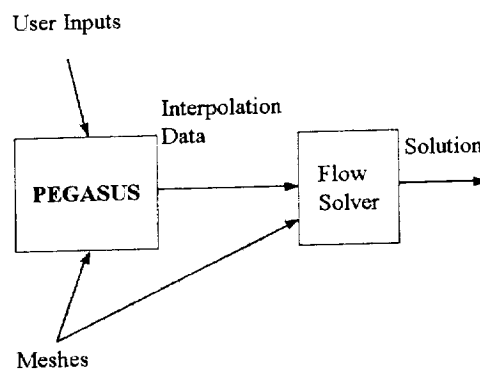 User Inputs
Interpolation
Data
PEGASUS
Flow
Solver
Solution
Meshes